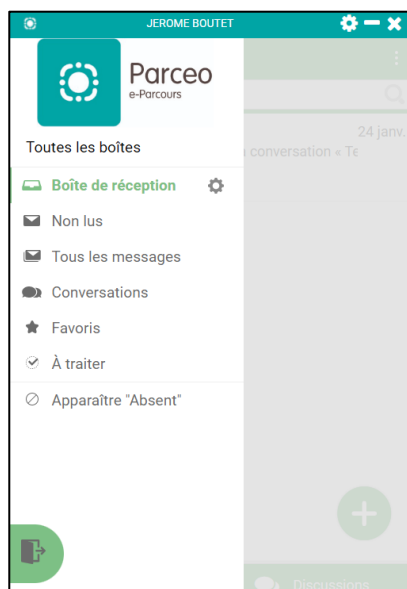 JEROME BOUTET
Parceo
e-Parcours
Toutes les boîtes
24 janv.
conversation « Te
Boîte de réception
Non lus
Tous les messages
Conversations
Favoris
À traiter
Apparaître "Absent"
Discussions